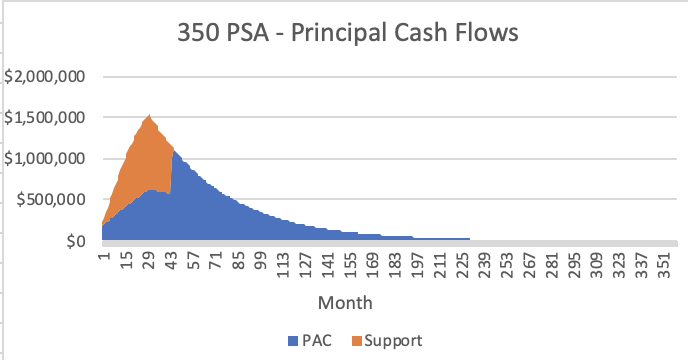 350 PSA - Principal Cash Flows
$2,000,000
$1,500,000
$1,000,000
$500,000
$0
1 15 29 43 57 71 85 99 113 127 141 155 169 183 197 211 225 239 253 267 281 295 309 323 337 351
Month
PAC Support